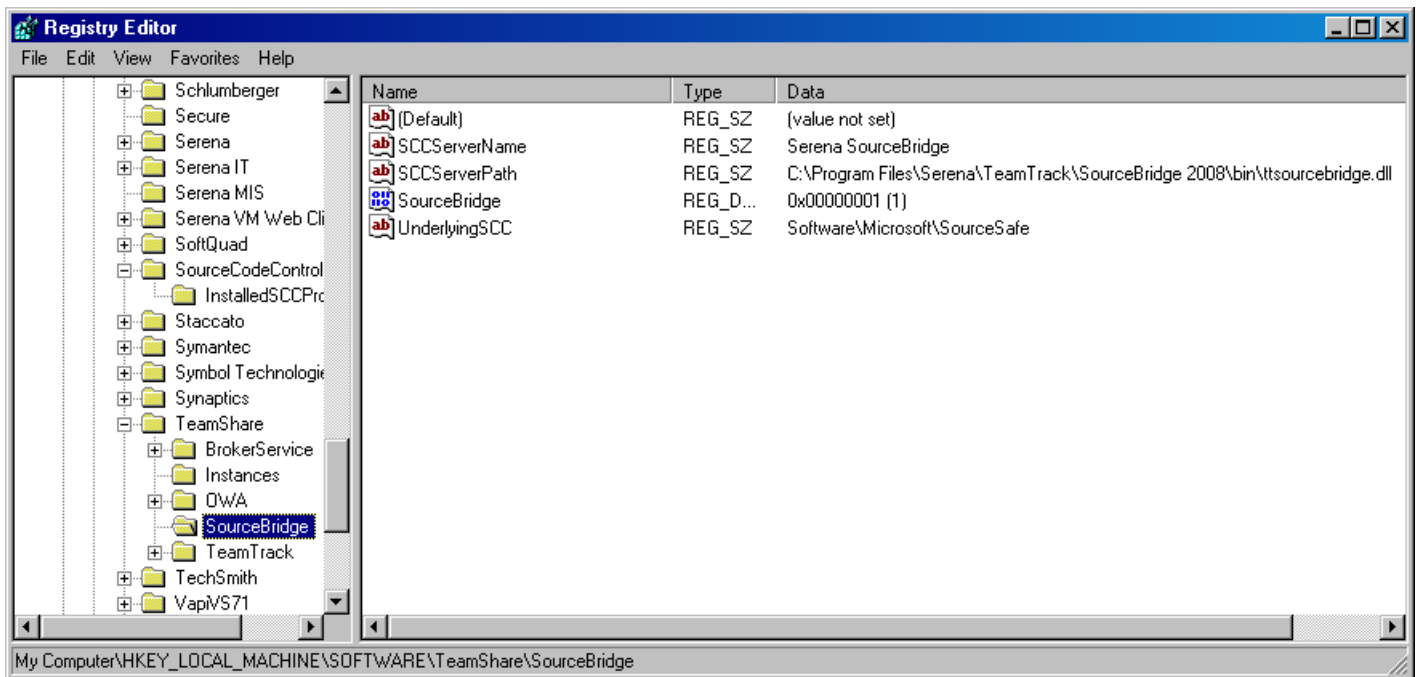 Registry Editor
File Edit View Favorites Help
Schlumberger
Secure
Serena
Serena IT
Serena MIS
Serena VM Web Cli
SoftQuad
SourceCodeControl
InstalledSCCPro
Staccato
Symantec
Symbol Technologie
Synaptics
TeamShare
BrokerService
Instances
OWA
SourceBridge
TeamTrack
TechSmith
VapiVS71
Name Type Data
(Default) REG_SZ (value not set)
SCCServerName REG_SZ Serena SourceBridge
SCCServerPath REG_SZ C:\Program Files\Serena\TeamTrack\SourceBridge 2008\bin\ttsourcebridge.dll
SourceBridge REG_D... 0x00000001 (1)
UnderlyingSCC REG_SZ Software\Microsoft\SourceSafe
My Computer\HKEY_LOCAL_MACHINE\SOFTWARE\TeamShare\SourceBridge